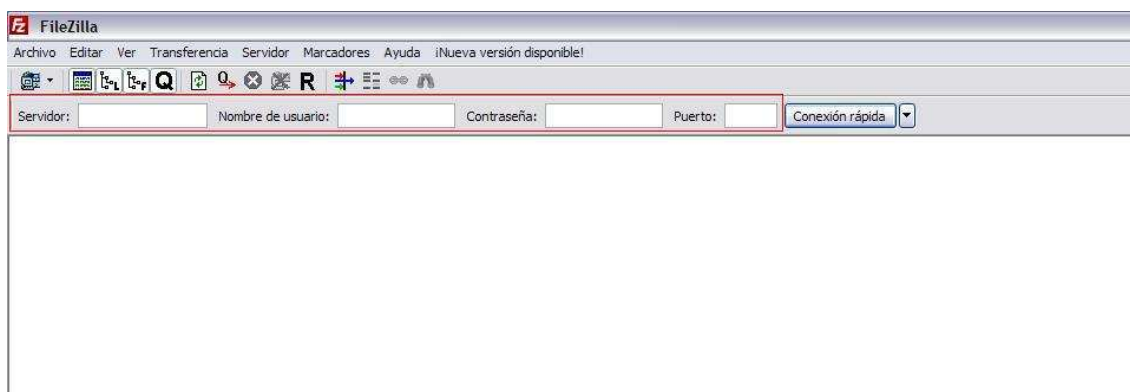 FileZilla
Archivo Editar Ver Transferencia Servidor Marcadores Ayuda ¡Nueva versión disponible!
Servidor: Nombre de usuario: Contraseña: Puerto: Conexión rápida